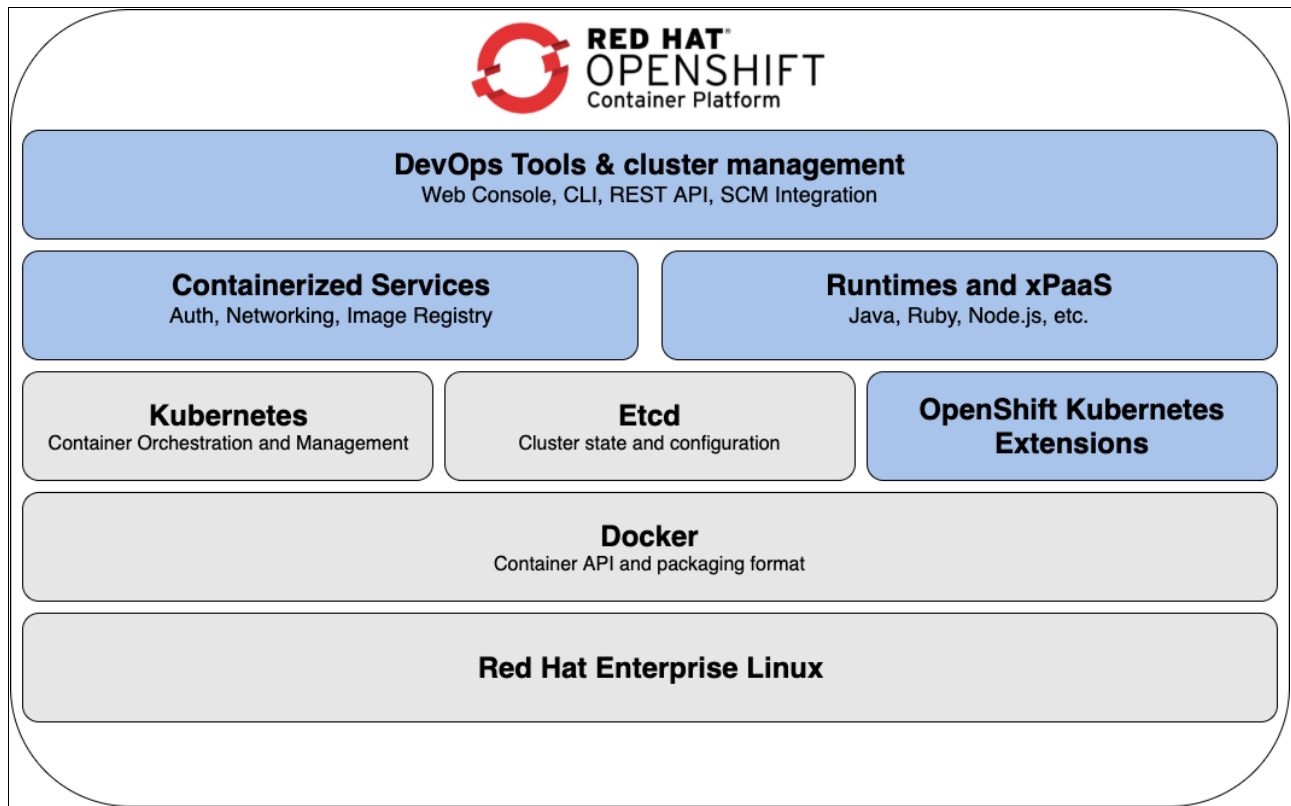 RED HAT®
OPENSHIFT
Container Platform
DevOps Tools & cluster management
Web Console, CLI, REST API, SCM Integration
Containerized Services
Auth, Networking, Image Registry
Runtimes and xPaaS
Java, Ruby, Node.js, etc.
Kubernetes
Container Orchestration and Management
Etcd
Cluster state and configuration
OpenShift Kubernetes
Extensions
Docker
Container API and packaging format
Red Hat Enterprise Linux